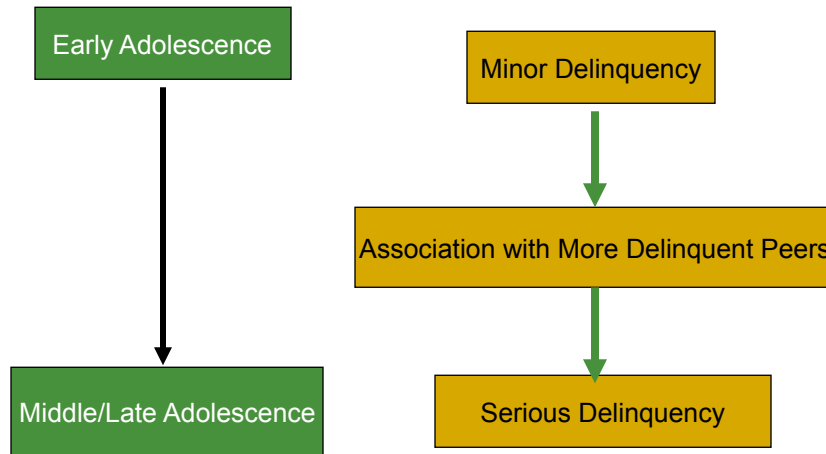 Early Adolescence
Minor Delinquency
Association with More Delinquent Peers
Middle/Late Adolescence
Serious Delinquency